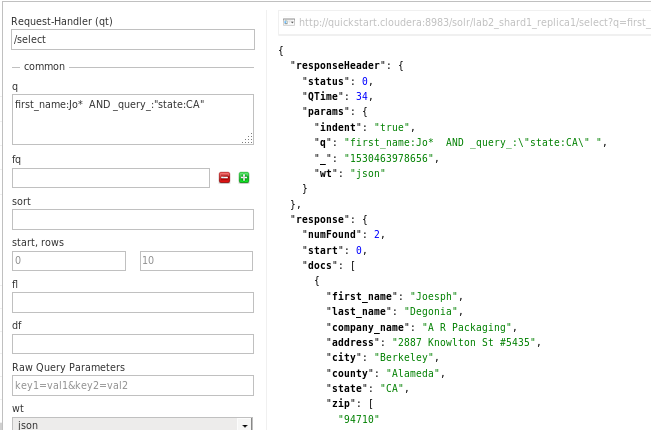 Request-Handler (qt)
/select
common
q
first_name:Jo*  AND _query_:"state:CA"
fq
sort
start, rows
0
10
fl
df
Raw Query Parameters
key1=val1&key2=val2
wt
json
http://quickstart.cloudera:8983/solr/lab2_shard1_replica1/select?q=first_
{
"responseHeader": {
"status": 0,
"QTime": 34,
"params": {
"indent": "true",
"q": "first_name:Jo*  AND _query_:\"state:CA\" ",
"_": "1530463978656",
"wt": "json"
}
},
"response": {
"numFound": 2,
"start": 0,
"docs": [
{
"first_name": "Joesph",
"last_name": "Degonia",
"company_name": "A R Packaging",
"address": "2887 Knowlton St #5435",
"city": "Berkeley",
"county": "Alameda",
"state": "CA",
"zip": [
"94710"